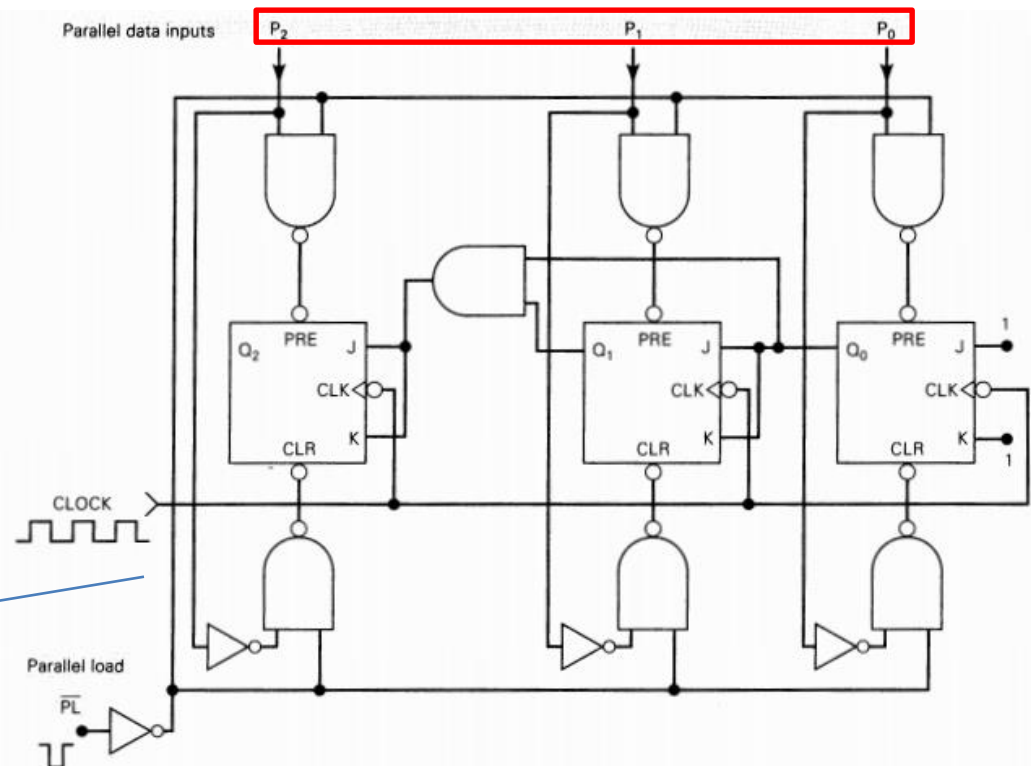 Parallel data inputs P₂ P₁ P₀
PRE PRE PRE
Q₂ J Q₁ J Q₀ J 1
CLK CLK CLK
K K K 1
CLR CLR CLR
CLOCK
Parallel load
P̅L̅